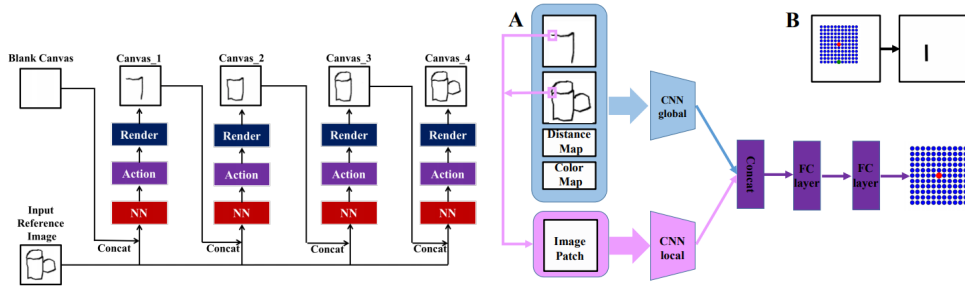 Blank Canvas
Canvas_1
Canvas_2
Canvas_3
Canvas_4
Render
Render
Render
Render
Action
Action
Action
Action
NN
NN
NN
NN
Input
Reference
Image
Concat
Concat
Concat
Concat
A
Distance
Map
Color
Map
Image
Patch
CNN
global
CNN
local
Concat
FC
layer
FC
layer
B